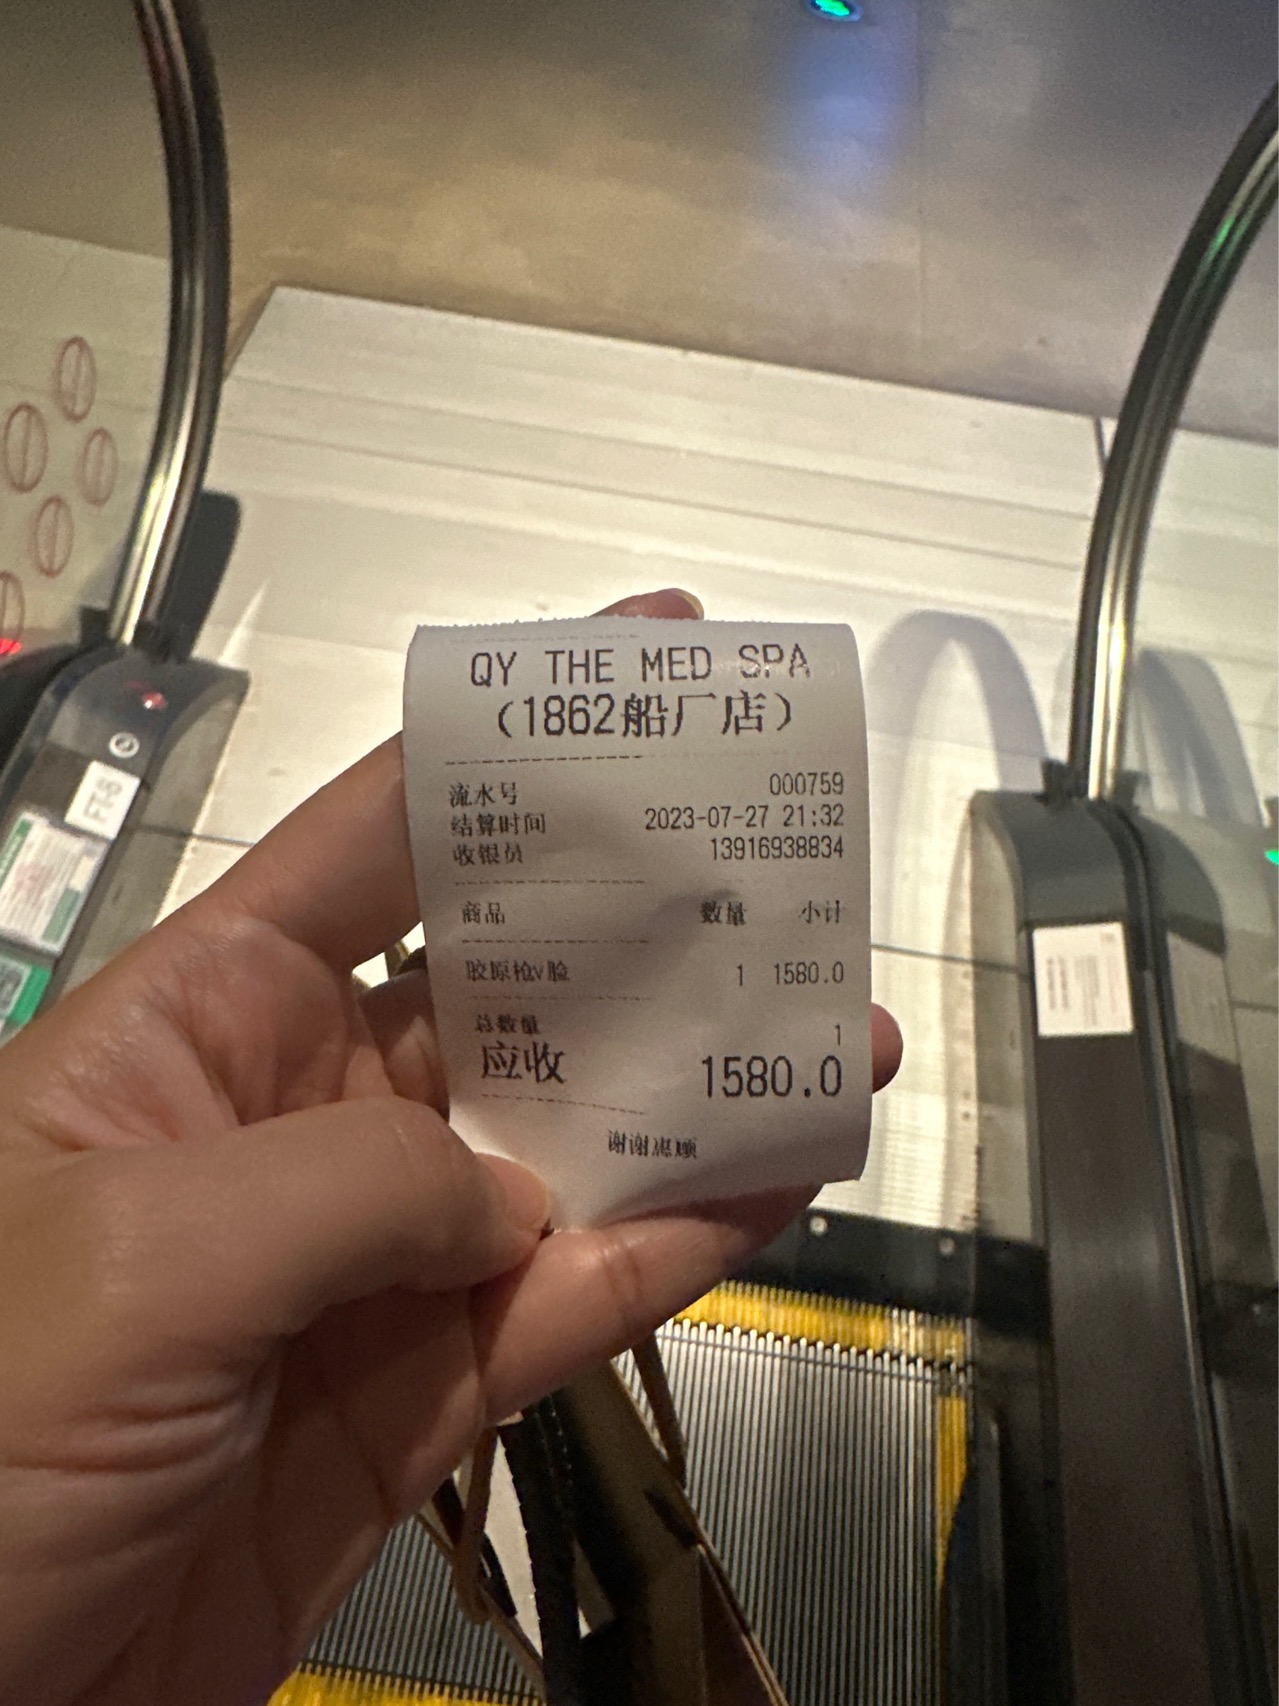 QY THE MED SPA
（1862船厂店）
流水号 000759
结算时间 2023-07-27 21:32
收银员 13916938834
商品 数量 小计
胶原枪v脸 1 1580.0
总数量 1
应收 1580.0
谢谢惠顾
F1-6